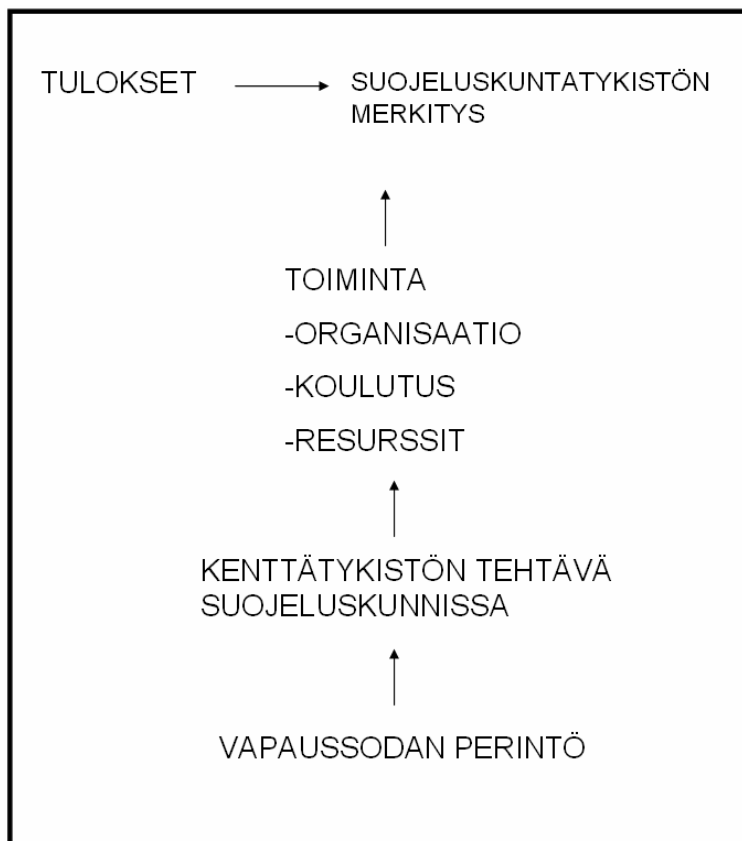 TULOKSET
SUOJELUSKUNTATYKISTÖN
MERKITYS
TOIMINTA
-ORGANISAATIO
-KOULUTUS
-RESURSSIT
KENTTÄTYKISTÖN TEHTÄVÄ
SUOJELUSKUNNISSA
VAPAUSSODAN PERINTÖ